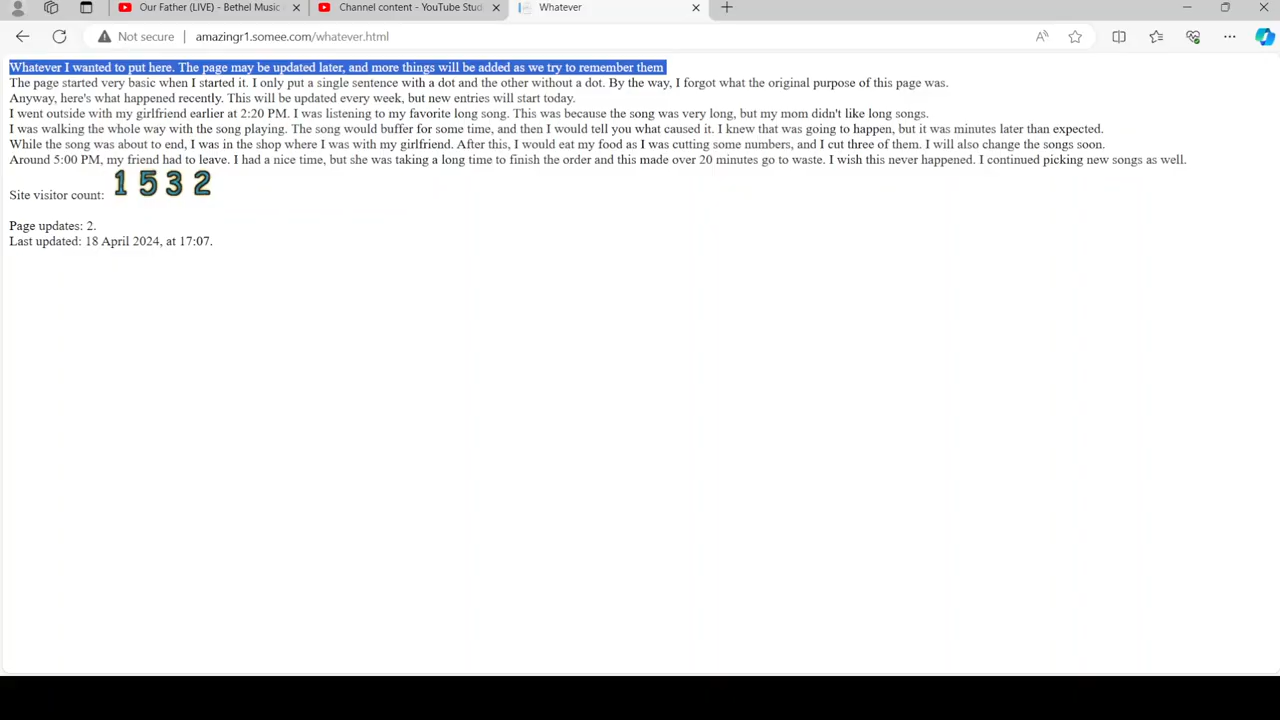 Our Father (LIVE) - Bethel Music
Channel content - YouTube Stud
Whatever
Not secure
amazingr1.somee.com/whatever.html
Whatever I wanted to put here. The page may be updated later, and more things will be added as we try to remember them
The page started very basic when I started it. I only put a single sentence with a dot and the other without a dot. By the way, I forgot what the original purpose of this page was.
Anyway, here's what happened recently. This will be updated every week, but new entries will start today.
I went outside with my girlfriend earlier at 2:20 PM. I was listening to my favorite long song. This was because the song was very long, but my mom didn't like long songs.
I was walking the whole way with the song playing. The song would buffer for some time, and then I would tell you what caused it. I knew that was going to happen, but it was minutes later than expected.
While the song was about to end, I was in the shop where I was with my girlfriend. After this, I would eat my food as I was cutting some numbers, and I cut three of them. I will also change the songs soon.
Around 5:00 PM, my friend had to leave. I had a nice time, but she was taking a long time to finish the order and this made over 20 minutes go to waste. I wish this never happened. I continued picking new songs as well.
Site visitor count: 1532
Page updates: 2.
Last updated: 18 April 2024, at 17:07.